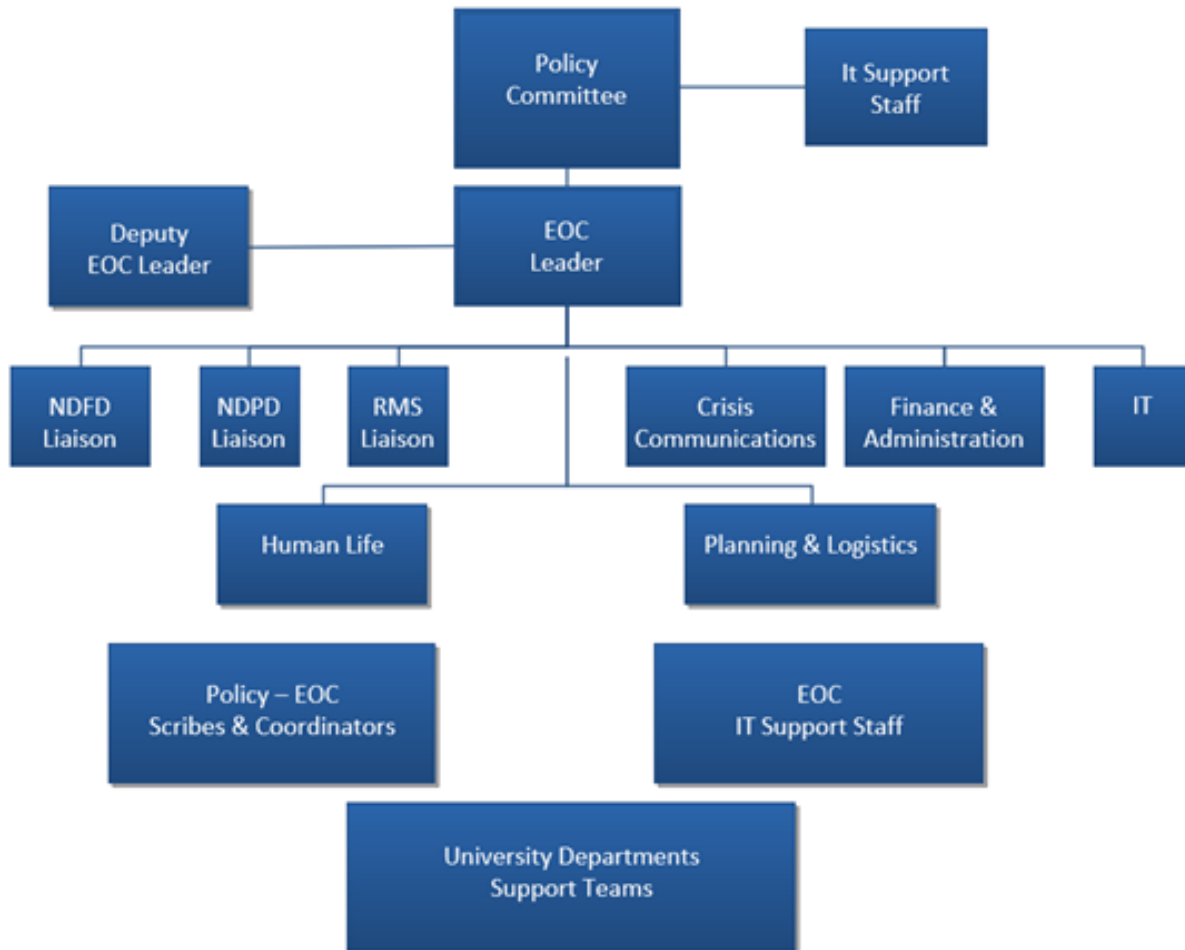 Policy
Committee
It Support
Staff
Deputy
EOC Leader
EOC
Leader
NDFD
Liaison
NDPD
Liaison
RMS
Liaison
Crisis
Communications
Finance &
Administration
IT
Human Life
Planning & Logistics
Policy – EOC
Scribes & Coordinators
EOC
IT Support Staff
University Departments
Support Teams